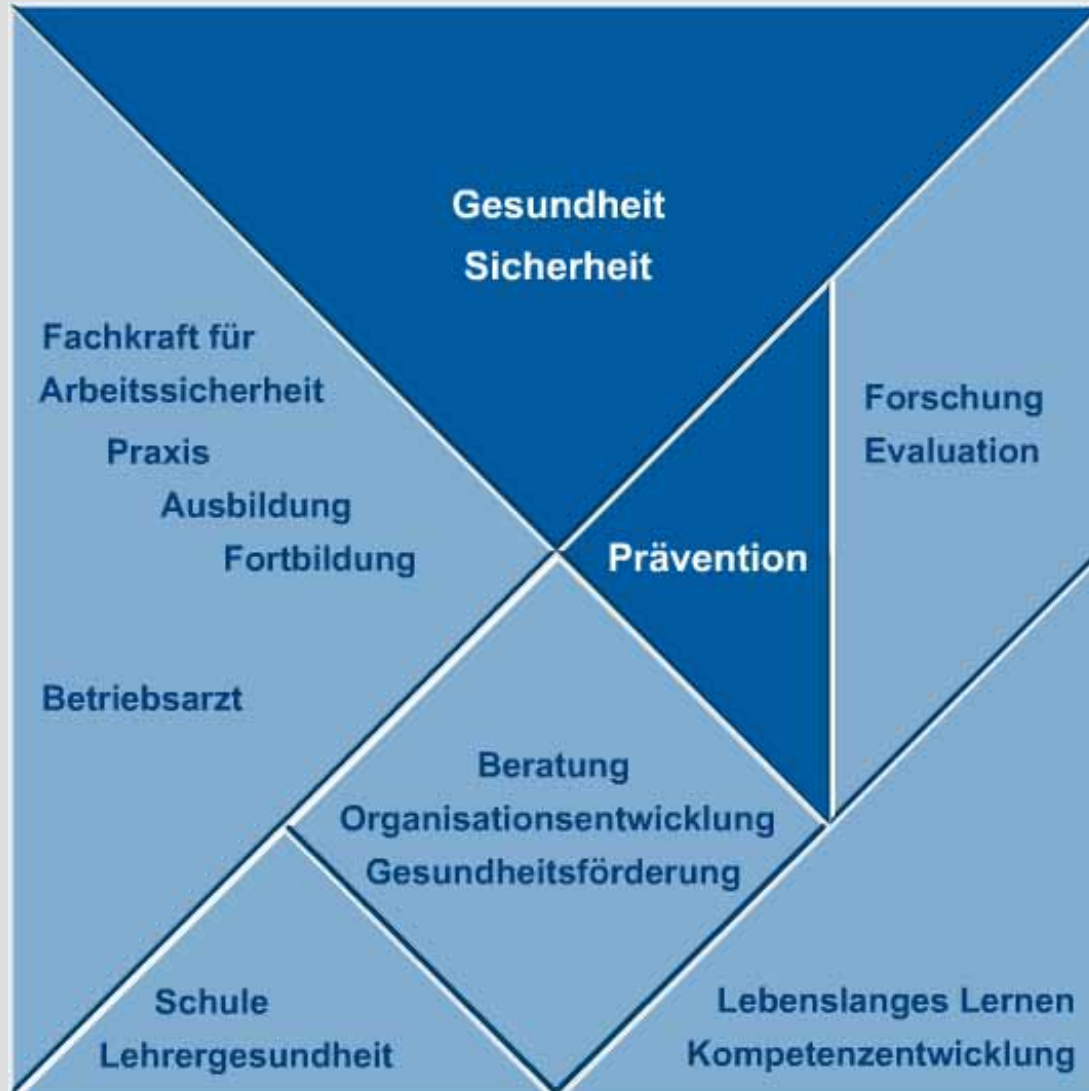 Gesundheit
Sicherheit
Fachkraft für
Arbeitssicherheit
Praxis
Ausbildung
Fortbildung
Betriebsarzt
Forschung
Evaluation
Prävention
Beratung
Organisationsentwicklung
Gesundheitsförderung
Schule
Lehrergesundheit
Lebenslanges Lernen
Kompetenzentwicklung